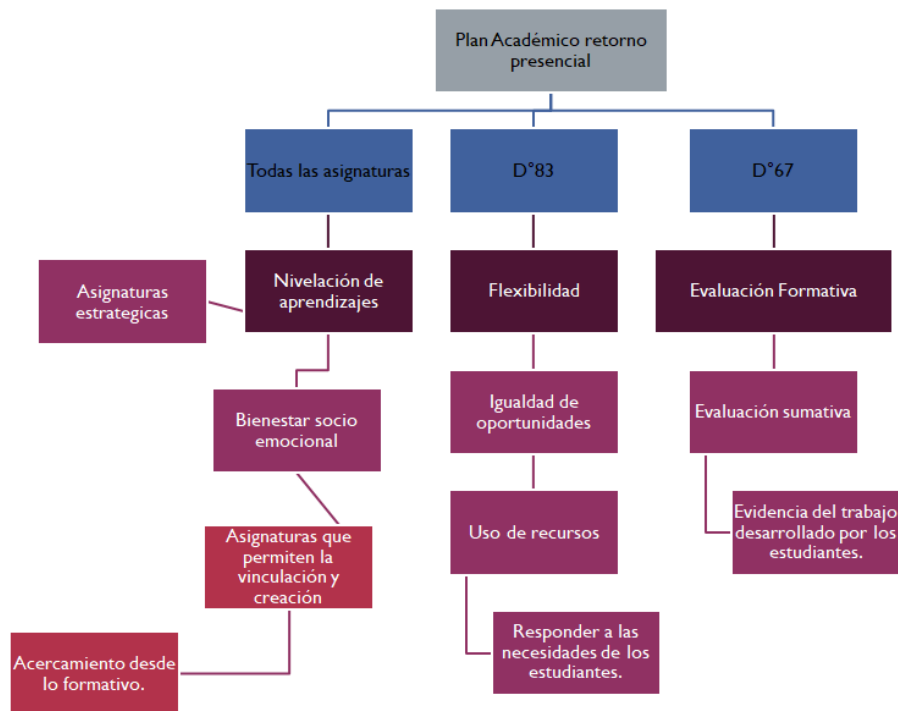 Plan Académico retorno
presencial
Todas las asignaturas
D°83
D°67
Nivelación de
aprendizajes
Flexibilidad
Evaluación Formativa
Asignaturas
estrategicas
Bienestar socio
emocional
Igualdad de
oportunidades
Evaluación sumativa
Asignaturas que
permiten la
vinculación y
creación
Uso de recursos
Evidencia del trabajo
desarrollado por los
estudiantes.
Acercamiento desde
lo formativo.
Responder a las
necesidades de los
estudiantes.